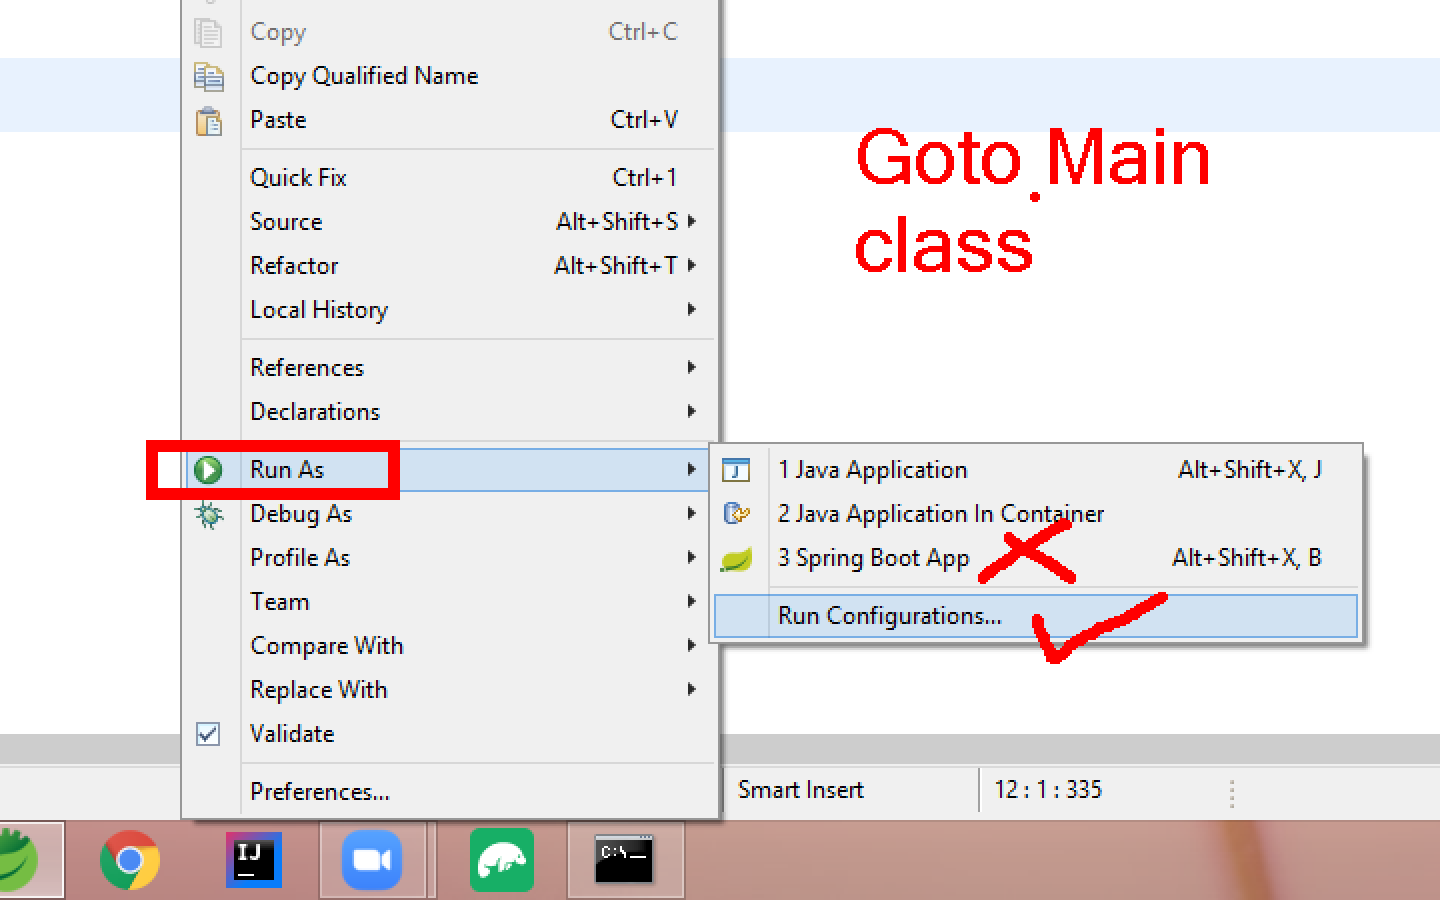 Copy Ctrl+C
Copy Qualified Name
Paste Ctrl+V
Quick Fix Ctrl+1
Source Alt+Shift+S
Refactor Alt+Shift+T
Local History
References
Declarations
Run As
Debug As
Profile As
Team
Compare With
Replace With
Validate
Preferences...
Goto Main
class
1 Java Application Alt+Shift+X, J
2 Java Application In Container
3 Spring Boot App Alt+Shift+X, B
Run Configurations...
Smart Insert 12 : 1 : 335
IJ
C:\